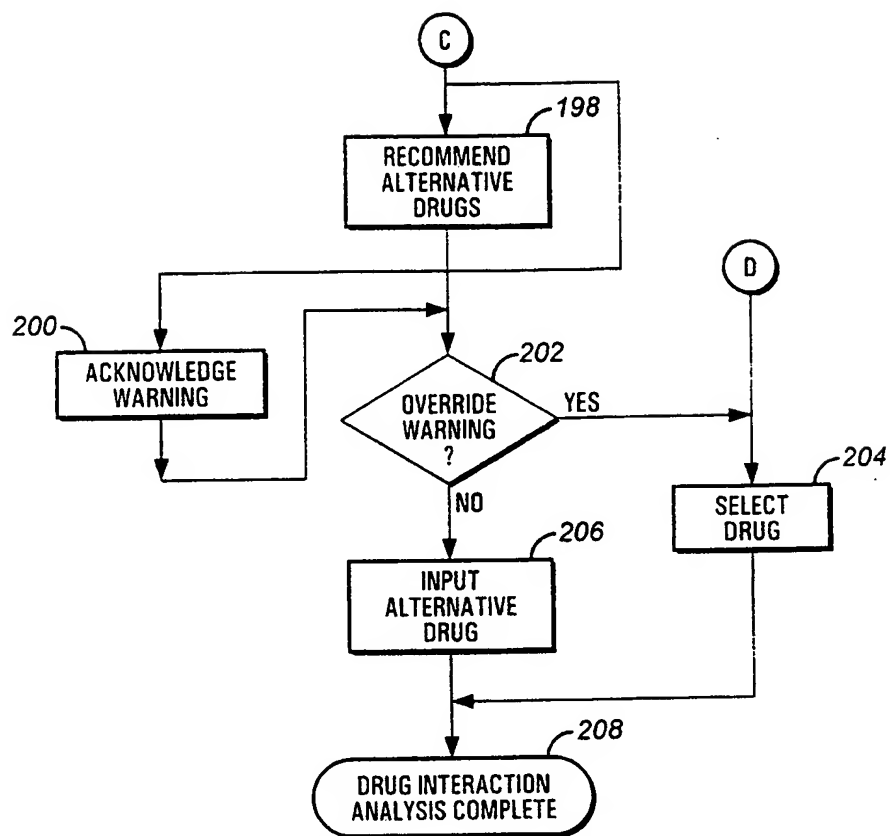 C
198
RECOMMEND
ALTERNATIVE
DRUGS
D
200
ACKNOWLEDGE
WARNING
202
OVERRIDE
WARNING
?
YES
NO
204
SELECT
DRUG
206
INPUT
ALTERNATIVE
DRUG
208
DRUG INTERACTION
ANALYSIS COMPLETE